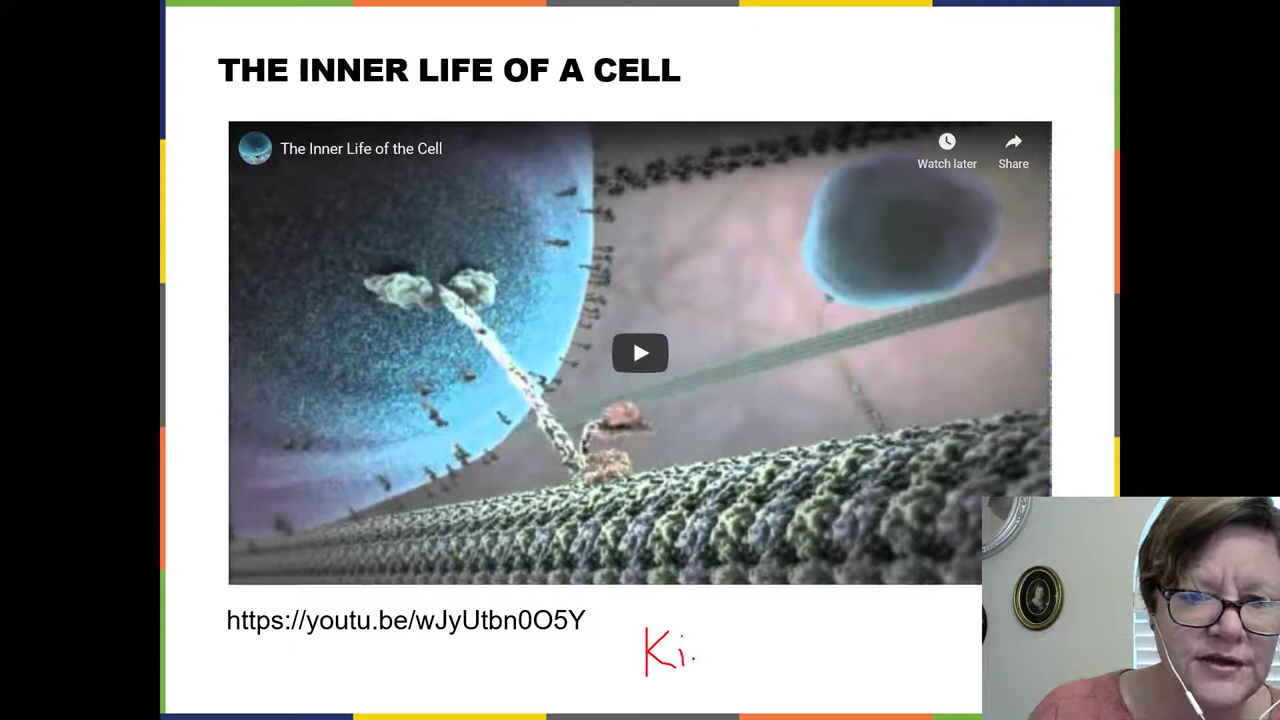 THE INNER LIFE OF A CELL
The Inner Life of the Cell
Watch later
Share
https://youtu.be/wJyUtbn0O5Y
Ki.